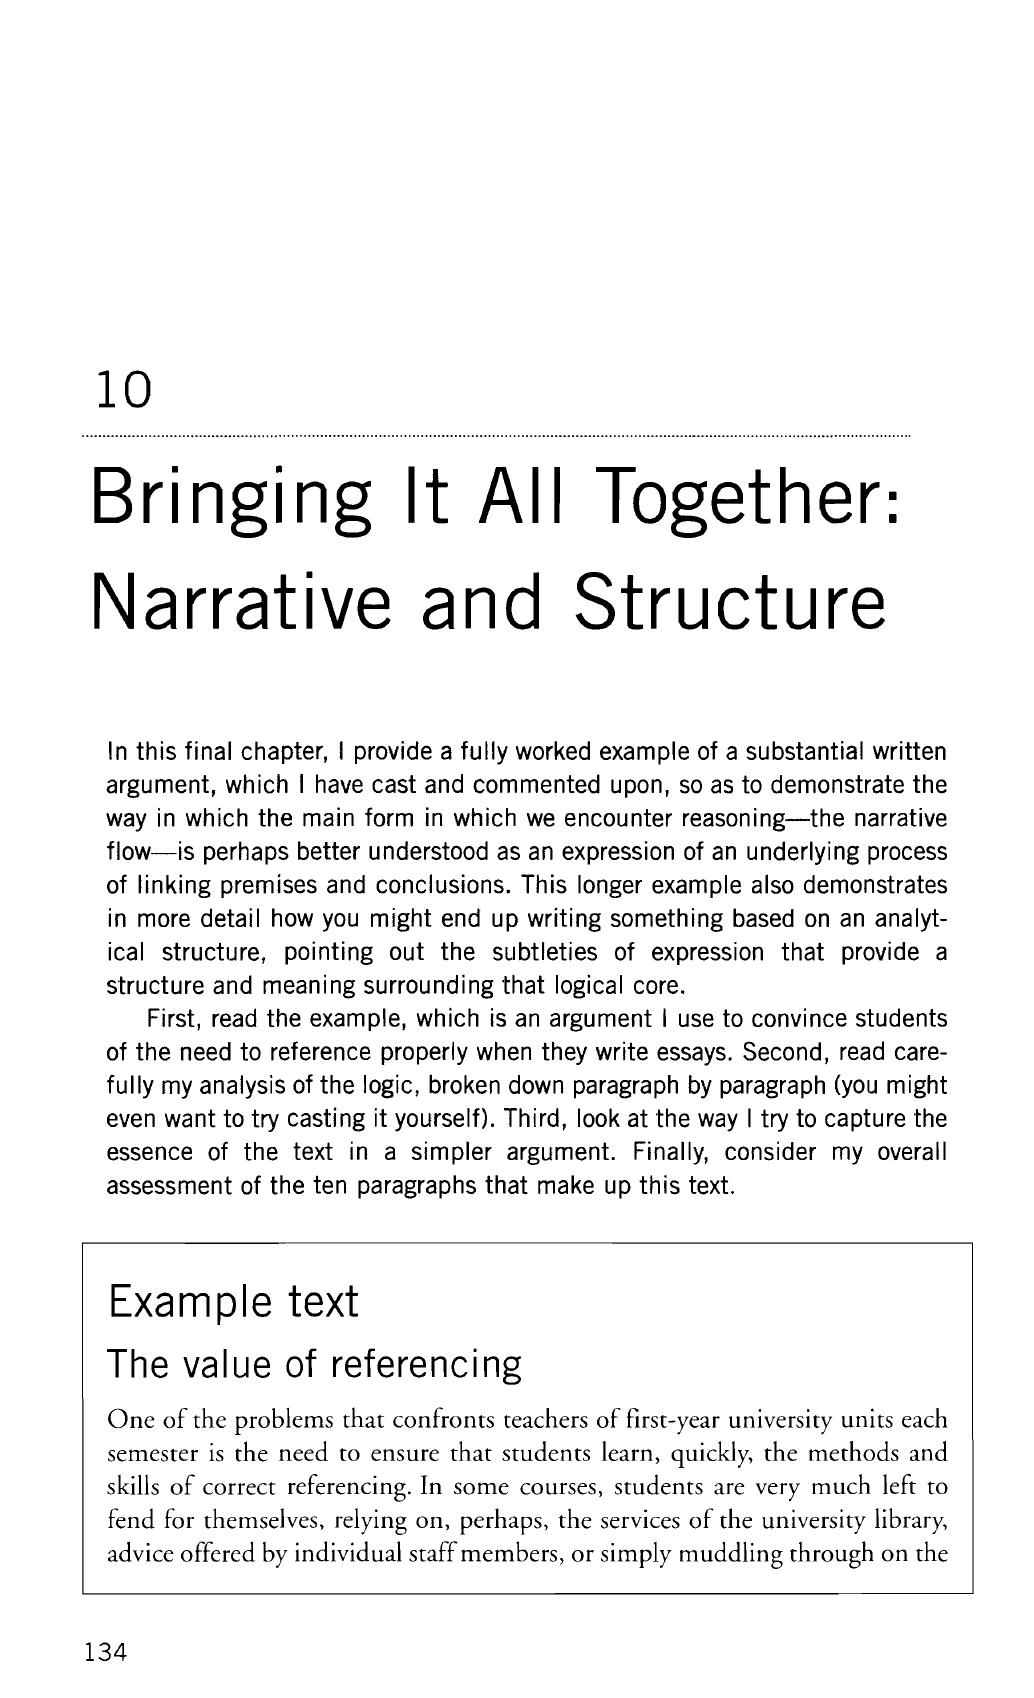 10
Bringing It All Together:
Narrative and Structure
In this final chapter, I provide a fully worked example of a substantial written
argument, which I have cast and commented upon, so as to demonstrate the
way in which the main form in which we encounter reasoning—the narrative
flow—is perhaps better understood as an expression of an underlying process
of linking premises and conclusions. This longer example also demonstrates
in more detail how you might end up writing something based on an analyt-
ical structure, pointing out the subtleties of expression that provide a
structure and meaning surrounding that logical core.
First, read the example, which is an argument I use to convince students
of the need to reference properly when they write essays. Second, read care-
fully my analysis of the logic, broken down paragraph by paragraph (you might
even want to try casting it yourself). Third, look at the way I try to capture the
essence of the text in a simpler argument. Finally, consider my overall
assessment of the ten paragraphs that make up this text.
Example text
The value of referencing
One of the problems that confronts teachers of first-year university units each
semester is the need to ensure that students learn, quickly, the methods and
skills of correct referencing. In some courses, students are very much left to
fend for themselves, relying on, perhaps, the services of the university library,
advice offered by individual staff members, or simply muddling through on the
134